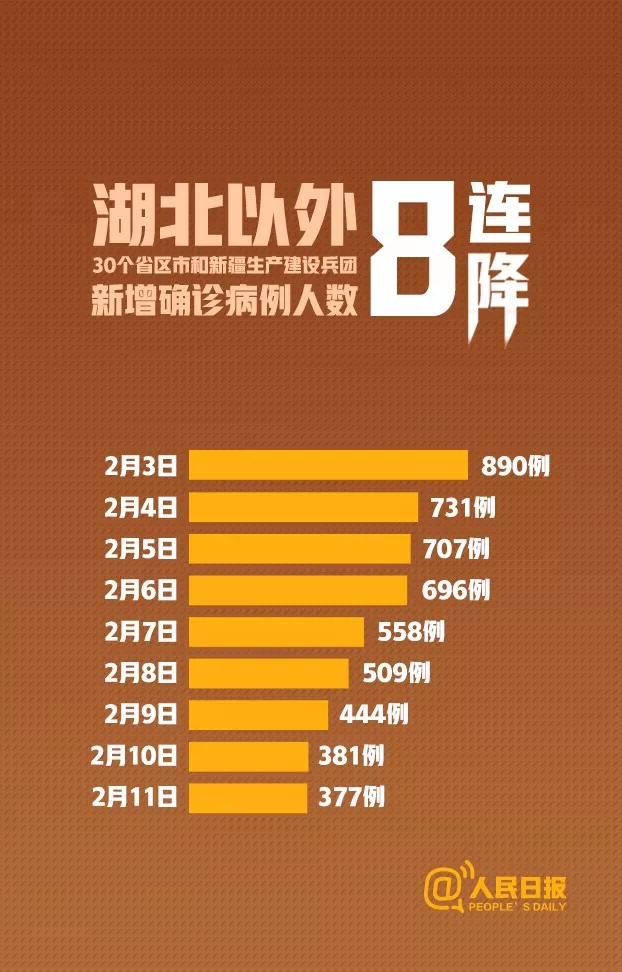 湖北以外
30个省区市和新疆生产建设兵团
新增确诊病例人数
8连降
2月3日 890例
2月4日 731例
2月5日 707例
2月6日 696例
2月7日 558例
2月8日 509例
2月9日 444例
2月10日 381例
2月11日 377例
@人民日报
PEOPLE'S DAILY